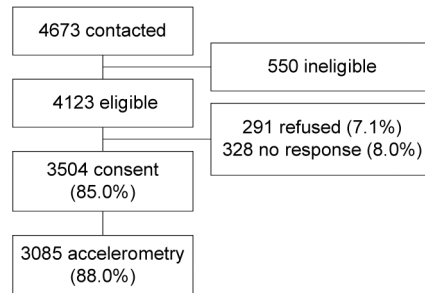 4673 contacted
550 ineligible
4123 eligible
291 refused (7.1%)
328 no response (8.0%)
3504 consent
(85.0%)
3085 accelerometry
(88.0%)